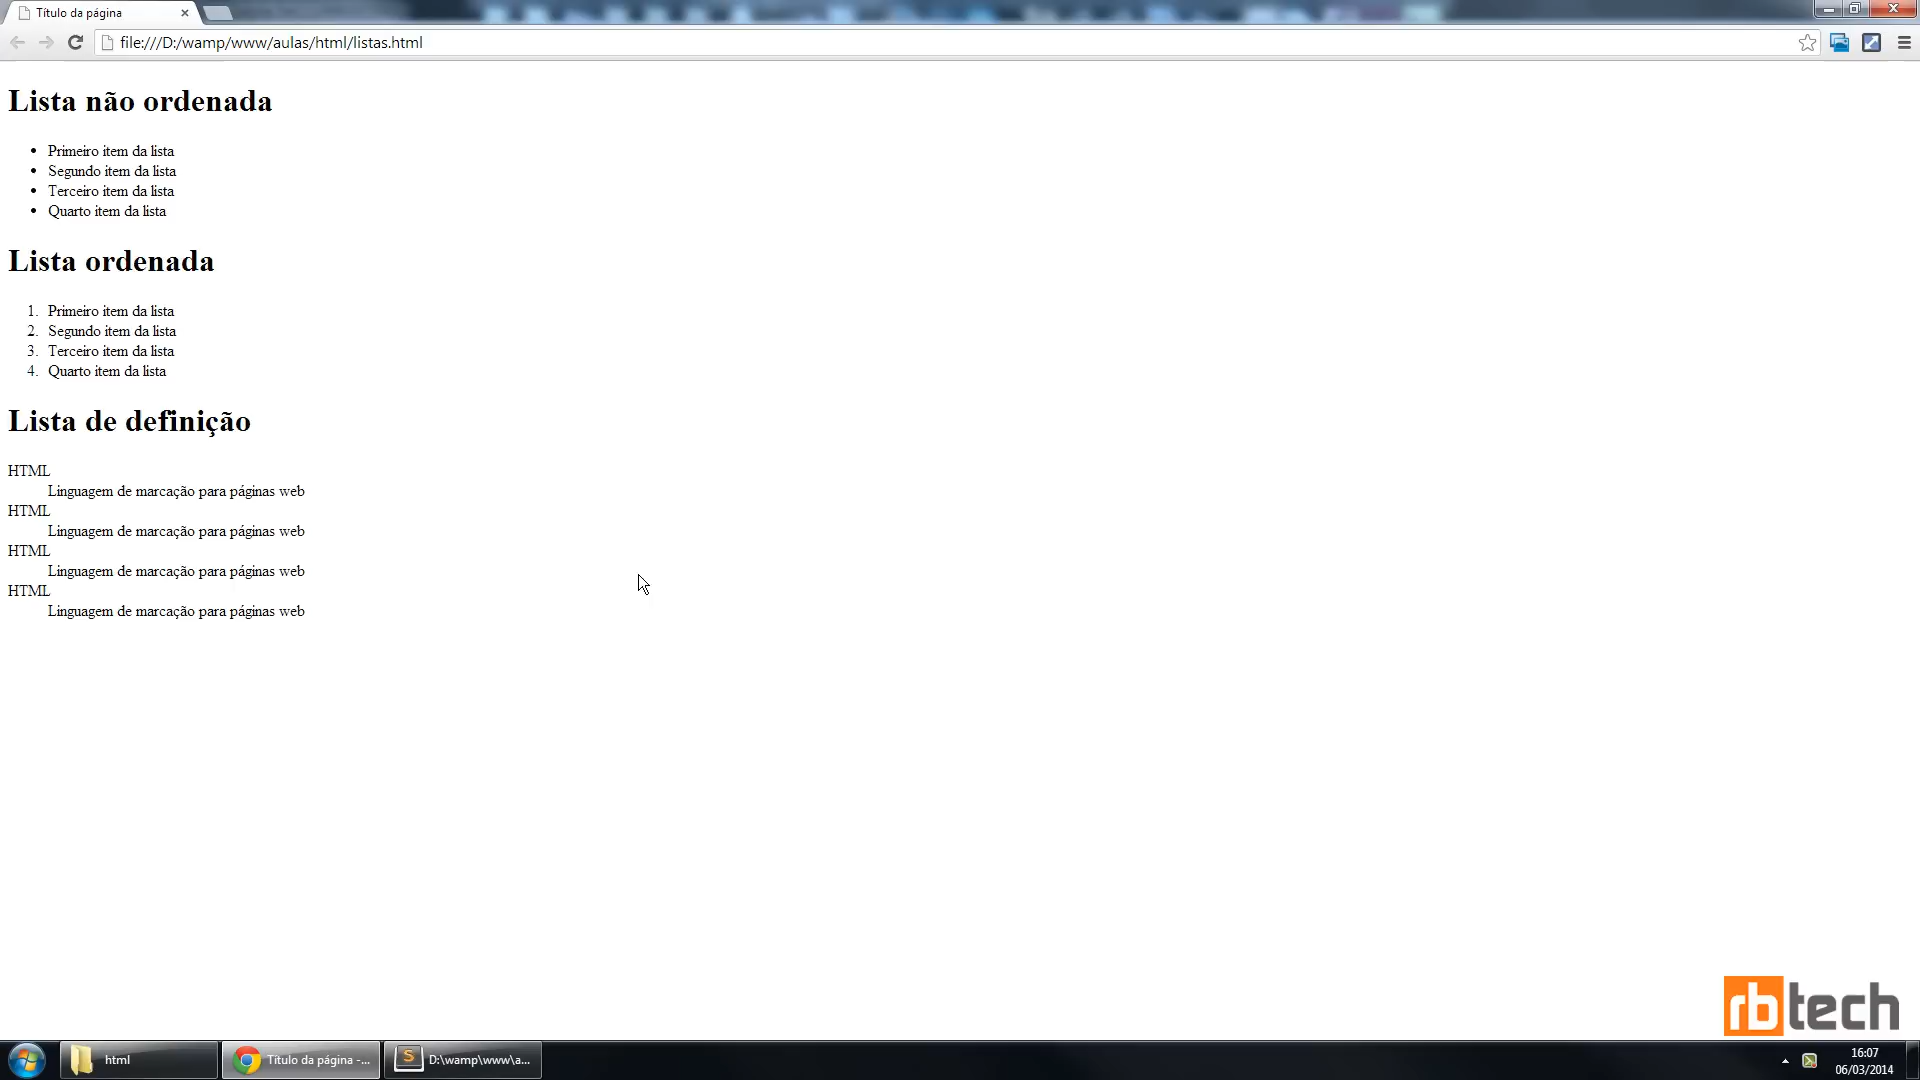 Título da página
file:///D:/wamp/www/aulas/html/listas.html
Lista não ordenada
• Primeiro item da lista
• Segundo item da lista
• Terceiro item da lista
• Quarto item da lista
Lista ordenada
1. Primeiro item da lista
2. Segundo item da lista
3. Terceiro item da lista
4. Quarto item da lista
Lista de definição
HTML
Linguagem de marcação para páginas web
HTML
Linguagem de marcação para páginas web
HTML
Linguagem de marcação para páginas web
HTML
Linguagem de marcação para páginas web
rbtech
html
Título da página -...
D:\wamp\www\a...
16:07
06/03/2014